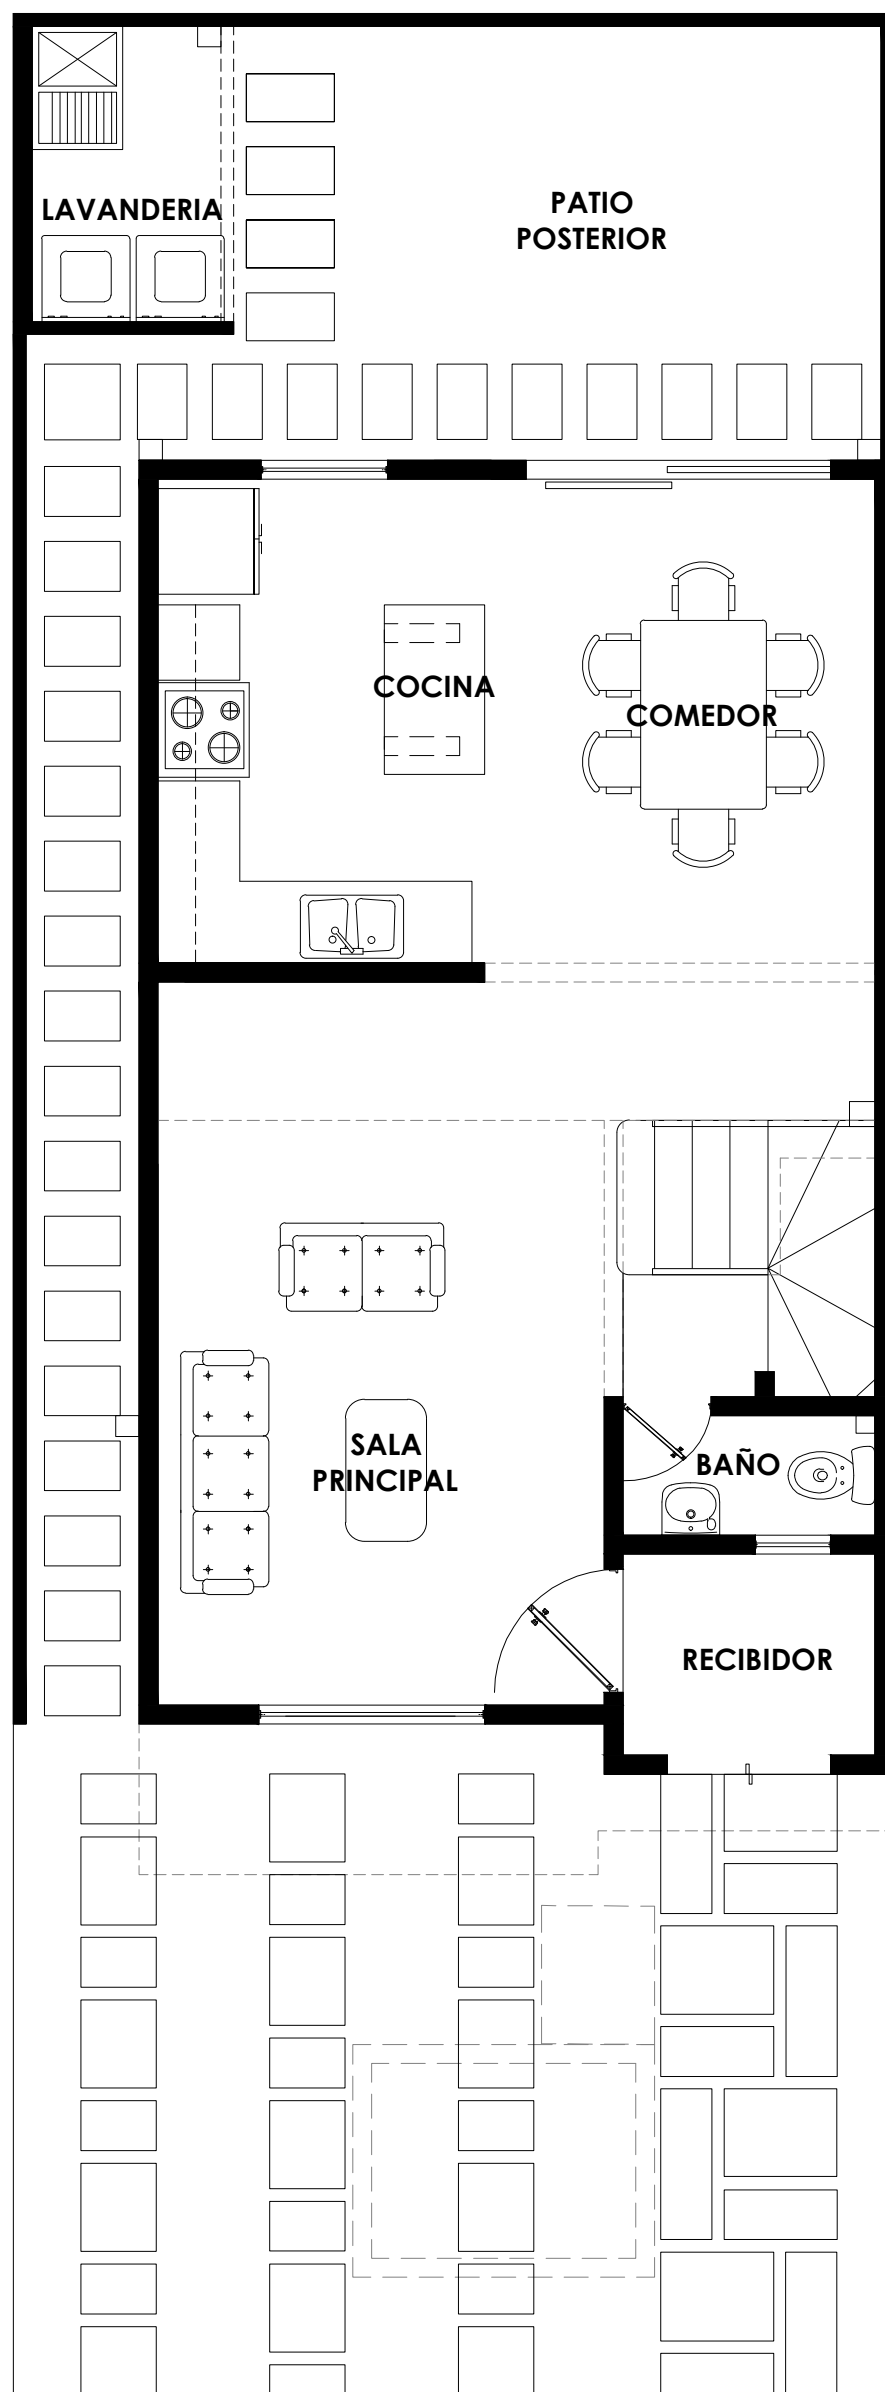 LAVANDERIA
PATIO
POSTERIOR
COCINA
COMEDOR
SALA
PRINCIPAL
BAÑO
RECIBIDOR